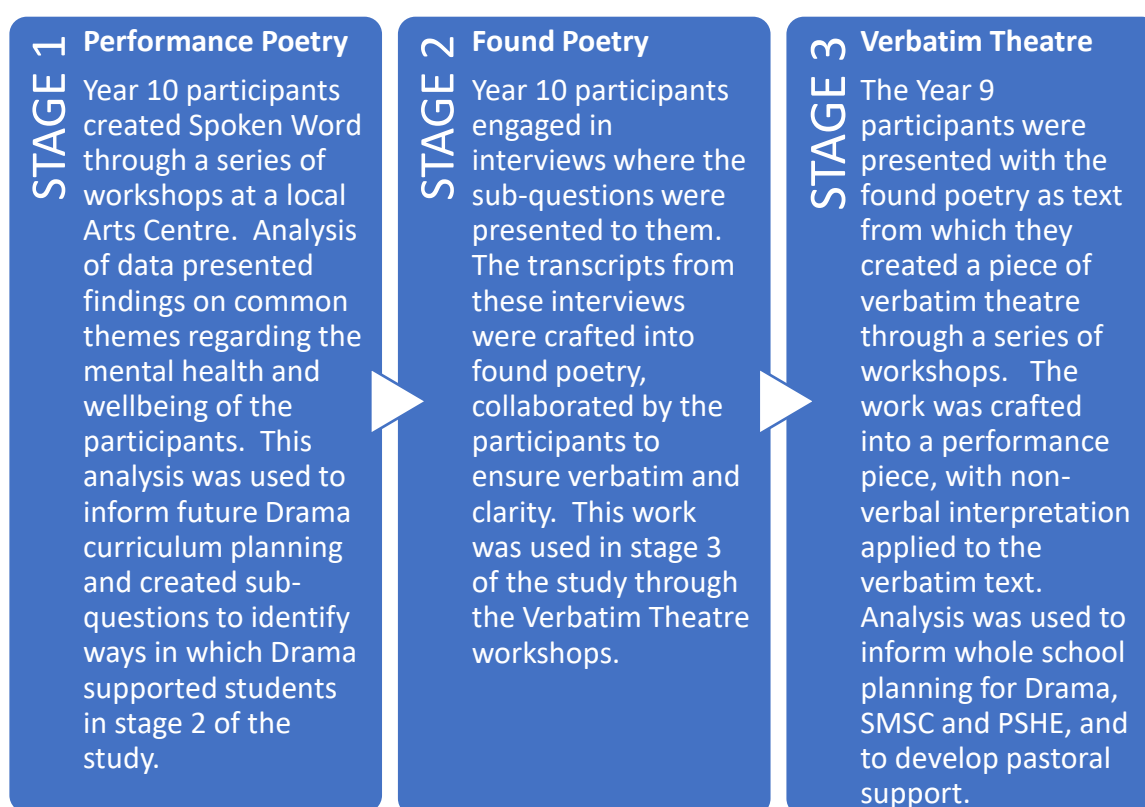 STAGE 1
Performance Poetry
Year 10 participants
created Spoken Word
through a series of
workshops at a local
Arts Centre.  Analysis
of data presented
findings on common
themes regarding the
mental health and
wellbeing of the
participants.  This
analysis was used to
inform future Drama
curriculum planning
and created sub-
questions to identify
ways in which Drama
supported students
in stage 2 of the
study.
STAGE 2
Found Poetry
Year 10 participants
engaged in
interviews where the
sub-questions were
presented to them.
The transcripts from
these interviews
were crafted into
found poetry,
collaborated by the
participants to
ensure verbatim and
clarity.  This work
was used in stage 3
of the study through
the Verbatim Theatre
workshops.
STAGE 3
Verbatim Theatre
The Year 9
participants were
presented with the
found poetry as text
from which they
created a piece of
verbatim theatre
through a series of
workshops.   The
work was crafted
into a performance
piece, with non-
verbal interpretation
applied to the
verbatim text.
Analysis was used to
inform whole school
planning for Drama,
SMSC and PSHE, and
to develop pastoral
support.